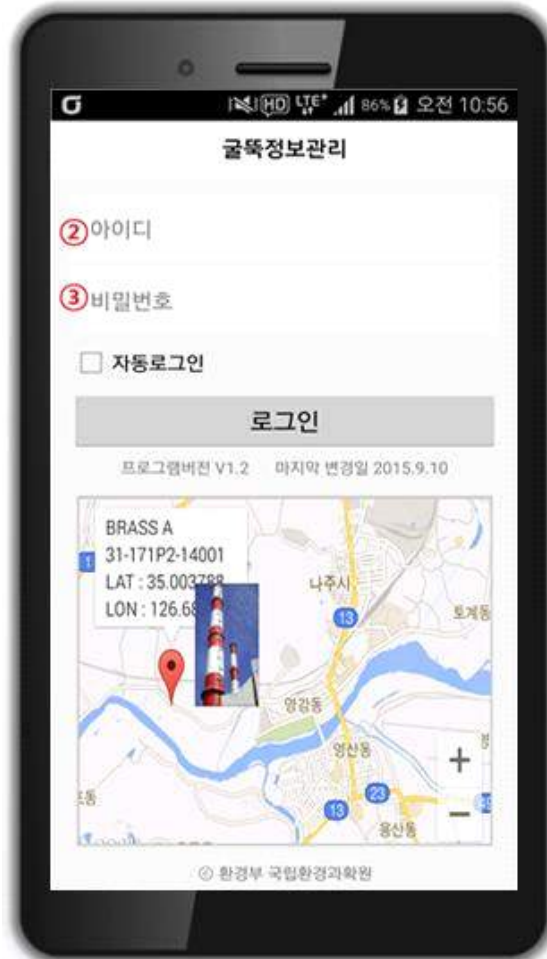 HD LTE+ 86% 오전 10:56
굴뚝정보관리
② 아이디
③ 비밀번호
자동로그인
로그인
프로그램버전 V1.2 마지막 변경일 2015.9.10
BRASS A
31-171P2-14001
1
LAT : 35.003788
LON : 126.68
나주시
13
토계동
영강동
영산동
+
23
13
용산동
−
ⓒ 환경부 국립환경과학원